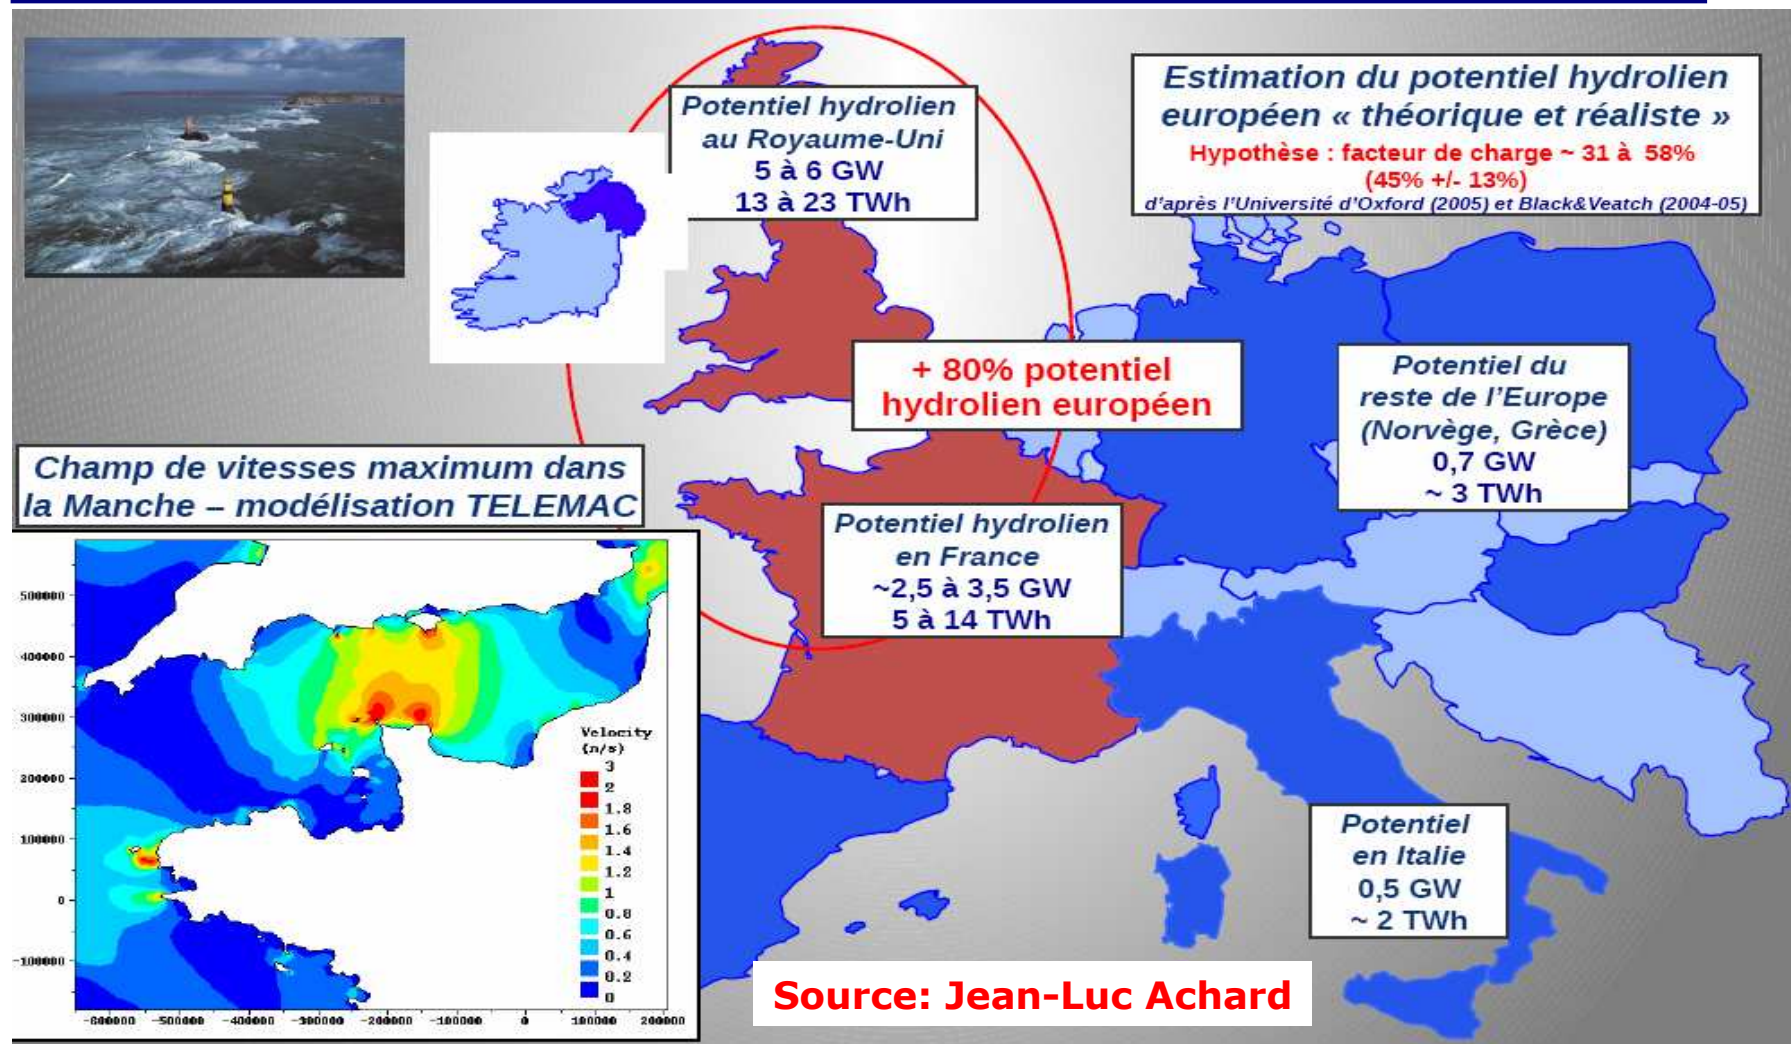 Potentiel hydrolien
au Royaume-Uni
5 à 6 GW
13 à 23 TWh
Estimation du potentiel hydrolien
européen « théorique et réaliste »
Hypothèse : facteur de charge ~ 31 à 58%
(45% +/- 13%)
d'après l'Université d'Oxford (2005) et Black&Veatch (2004-05)
+ 80% potentiel
hydrolien européen
Potentiel du
reste de l'Europe
(Norvège, Grèce)
0,7 GW
~ 3 TWh
Champ de vitesses maximum dans
la Manche – modélisation TELEMAC
Potentiel hydrolien
en France
~2,5 à 3,5 GW
5 à 14 TWh
500000
400000
300000
200000
100000
0
-100000
Velocity
(n/s)
3
2
1.8
1.6
1.4
1.2
1
0.8
0.6
0.4
0.2
0
-600000 -500000 -400000 -300000 -200000 -100000 0 100000 200000
Potentiel
en Italie
0,5 GW
~ 2 TWh
Source: Jean-Luc Achard